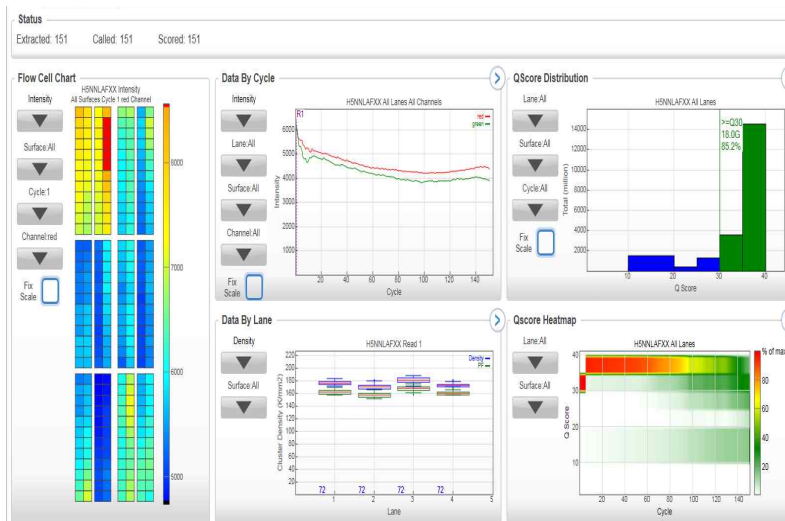 Status
Extracted: 151 Called: 151 Scored: 151
Flow Cell Chart
Intensity
Surface:All
Cycle:1
Channel:red
Fix
Scale
H5NNLAFXX Intensity
All Surfeces Cycle 1 red Channel
8000
7000
6000
5000
Data By Cycle
Intensity
Lane:All
Surface:All
Channel:All
Fix
Scale
H5NNLAFXX All Lanes All Channels
R1
red
green
Intensity
6000
5000
4000
3000
2000
1000
20 40 60 80 100 120 140
Cycle
QScore Distribution
Lane:All
Surface:All
Cycle:All
Fix
Scale
H5NNLAFXX All Lanes
>=Q30
18.0G
85.2%
Total (million)
14000
12000
10000
8000
6000
4000
2000
10 20 30 40
Q Score
Data By Lane
Density
Surface:All
H5NNLAFXX Read 1
Density
PF
Cluster Density (K/mm2)
220
200
180
160
140
120
100
80
60
40
20
72 72 72 72
1 2 3 4 5
Lane
Qscore Heatmap
Lane:All
Surface:All
H5NNLAFXX All Lanes
% of max
Q Score
40
30
20
10
80
60
40
20
20 40 60 80 100 120 140
Cycle